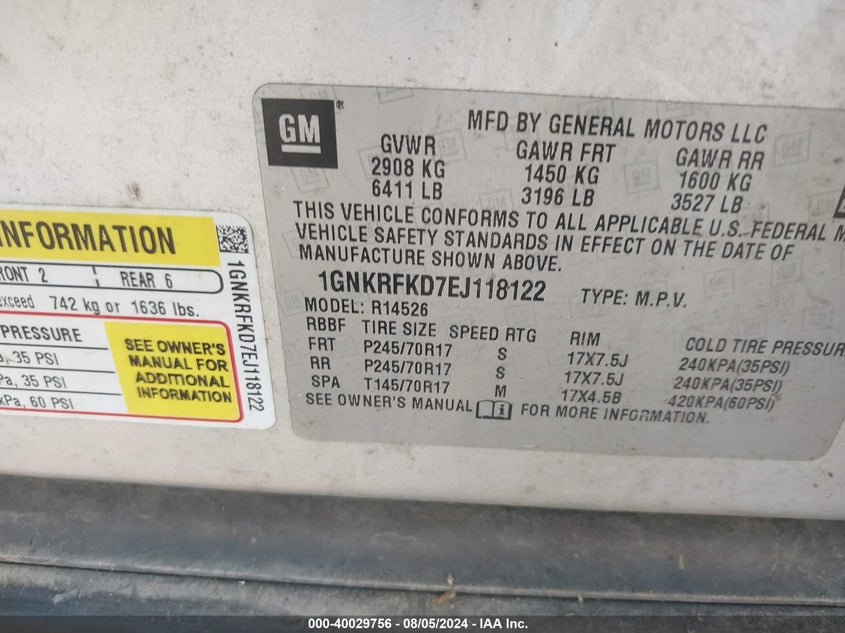 INFORMATION
FRONT 2 REAR 6
exceed 742 kg or 1636 lbs.
PRESSURE
35 PSI
35 PSI
60 PSI
SEE OWNER'S
MANUAL FOR
ADDITIONAL
INFORMATION
1GNKRFKD7EJ118122
GM®
MFD BY GENERAL MOTORS LLC
GVWR GAWR FRT GAWR RR
2908 KG 1450 KG 1600 KG
6411 LB 3196 LB 3527 LB
THIS VEHICLE CONFORMS TO ALL APPLICABLE U.S. FEDERAL M
VEHICLE SAFETY STANDARDS IN EFFECT ON THE DATE OF
MANUFACTURE SHOWN ABOVE.
1GNKRFKD7EJ118122 TYPE: M.P.V.
MODEL: R14526
RBBF TIRE SIZE SPEED RTG RIM COLD TIRE PRESSUR
FRT P245/70R17 S 17X7.5J 240KPA(35PSI)
RR P245/70R17 S 17X7.5J 240KPA(35PSI)
SPA T145/70R17 M 17X4.5B 420KPA(60PSI)
SEE OWNER'S MANUAL FOR MORE INFORMATION.
000-40029756 - 08/05/2024 - IAA Inc.